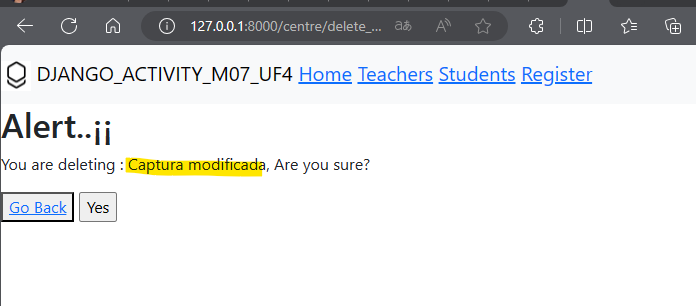 127.0.0.1:8000/centre/delete_...
DJANGO_ACTIVITY_M07_UF4 Home Teachers Students Register
Alert..¡¡
You are deleting : Captura modificada, Are you sure?
Go Back Yes